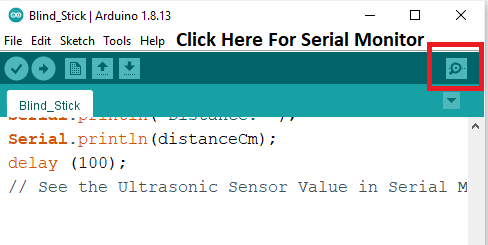 Blind_Stick | Arduino 1.8.13
File Edit Sketch Tools Help Click Here For Serial Monitor
Blind_Stick
Serial.println("Distance: ");
Serial.println(distanceCm);
delay (100);
// See the Ultrasonic Sensor Value in Serial M